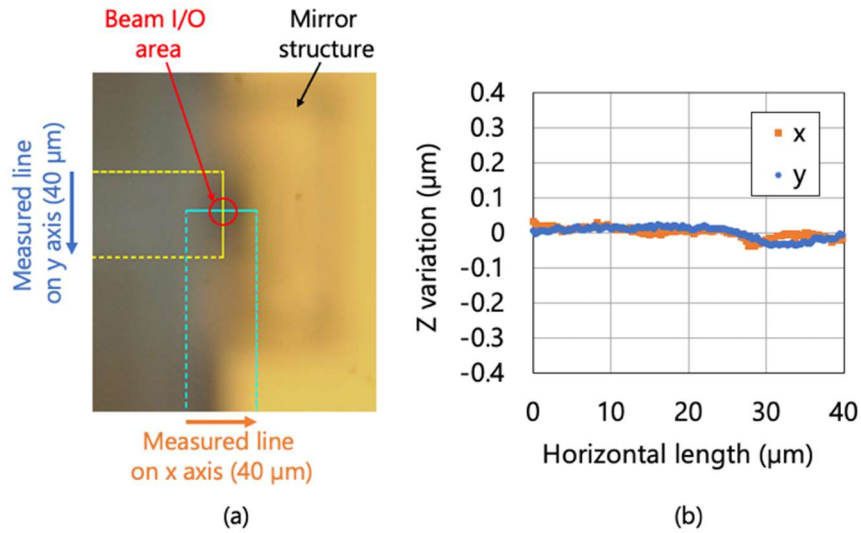 Beam I/O
area
Mirror
structure
Measured line
on y axis (40 μm)
Measured line
on x axis (40 μm)
(a)
Z variation (μm)
0.4
0.3
0.2
0.1
0
-0.1
-0.2
-0.3
-0.4
x
y
0 10 20 30 40
Horizontal length (μm)
(b)